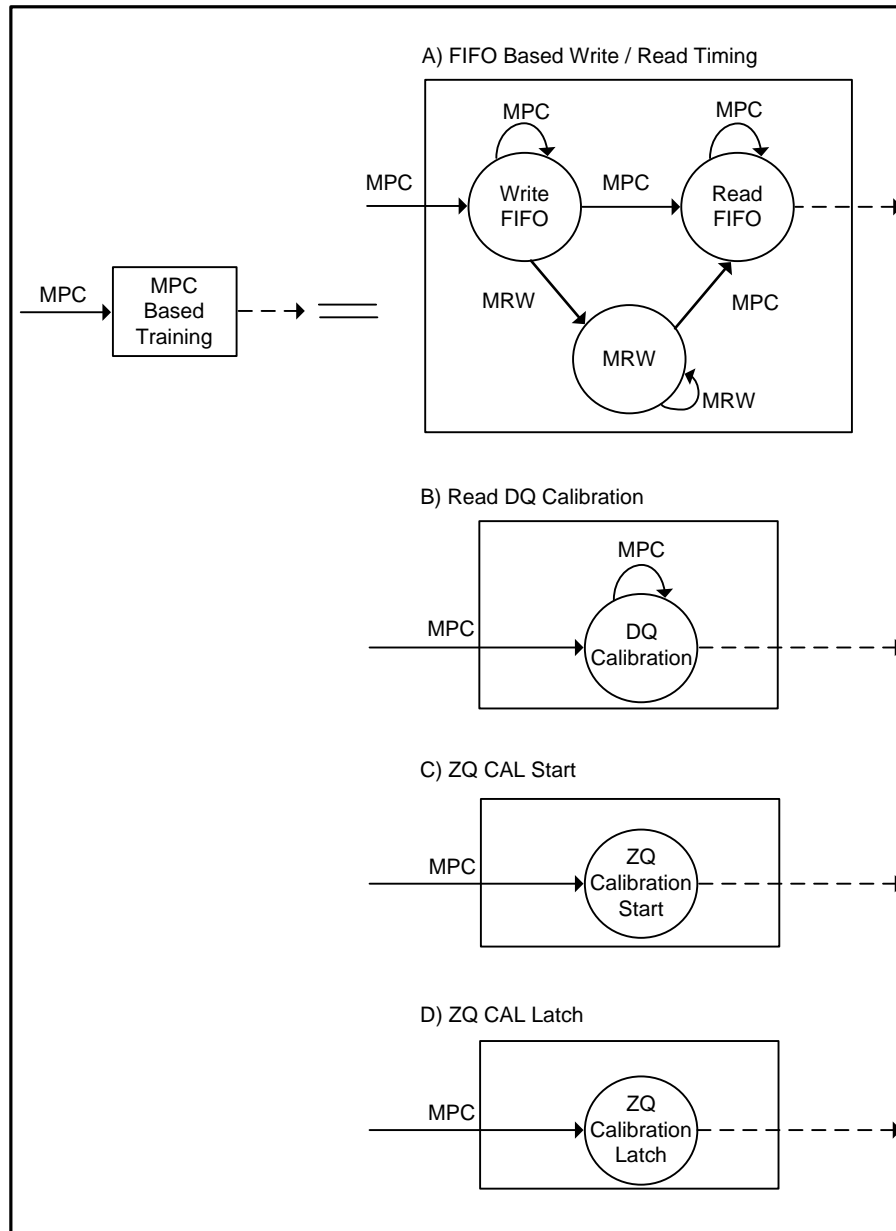 A) FIFO Based Write / Read Timing
MPC
MPC
MPC
Write
FIFO
MPC
Read
FIFO
MPC
MPC
Based
Training
MRW
MPC
MRW
MRW
B) Read DQ Calibration
MPC
MPC
DQ
Calibration
C) ZQ CAL Start
MPC
ZQ
Calibration
Start
D) ZQ CAL Latch
MPC
ZQ
Calibration
Latch